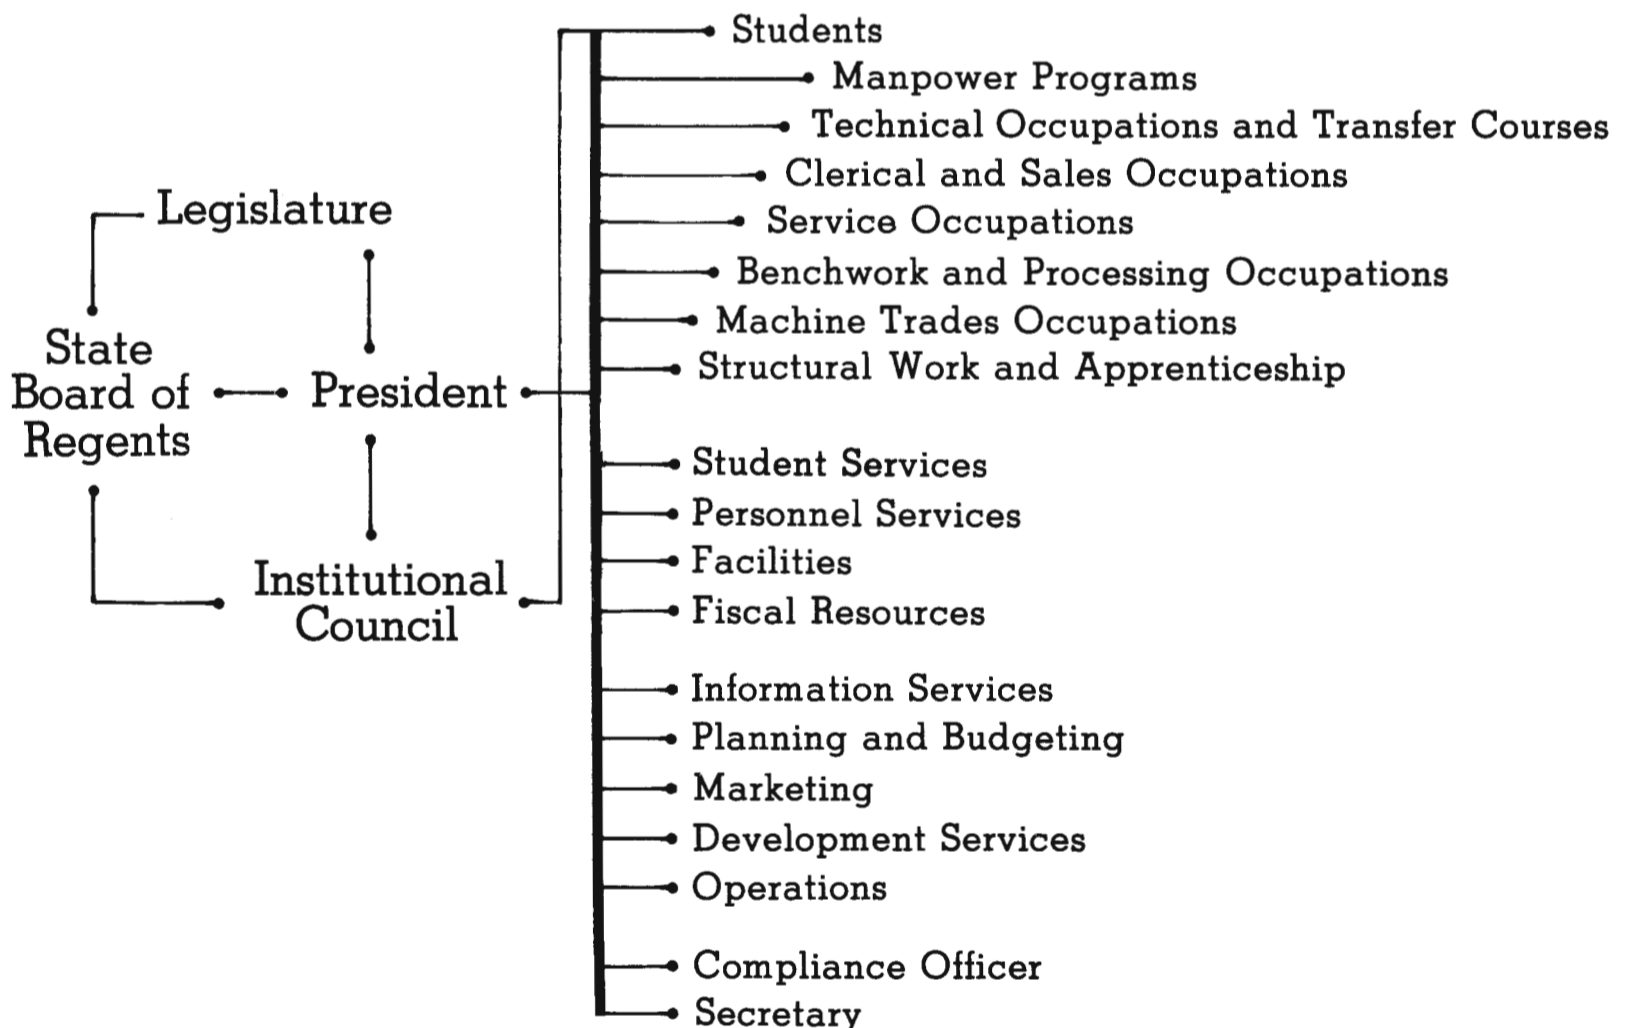 Students
Manpower Programs
Technical Occupations and Transfer Courses
Clerical and Sales Occupations
Service Occupations
Benchwork and Processing Occupations
Machine Trades Occupations
Structural Work and Apprenticeship
Legislature
State
Board of
Regents
President
Institutional
Council
Student Services
Personnel Services
Facilities
Fiscal Resources
Information Services
Planning and Budgeting
Marketing
Development Services
Operations
Compliance Officer
Secretary